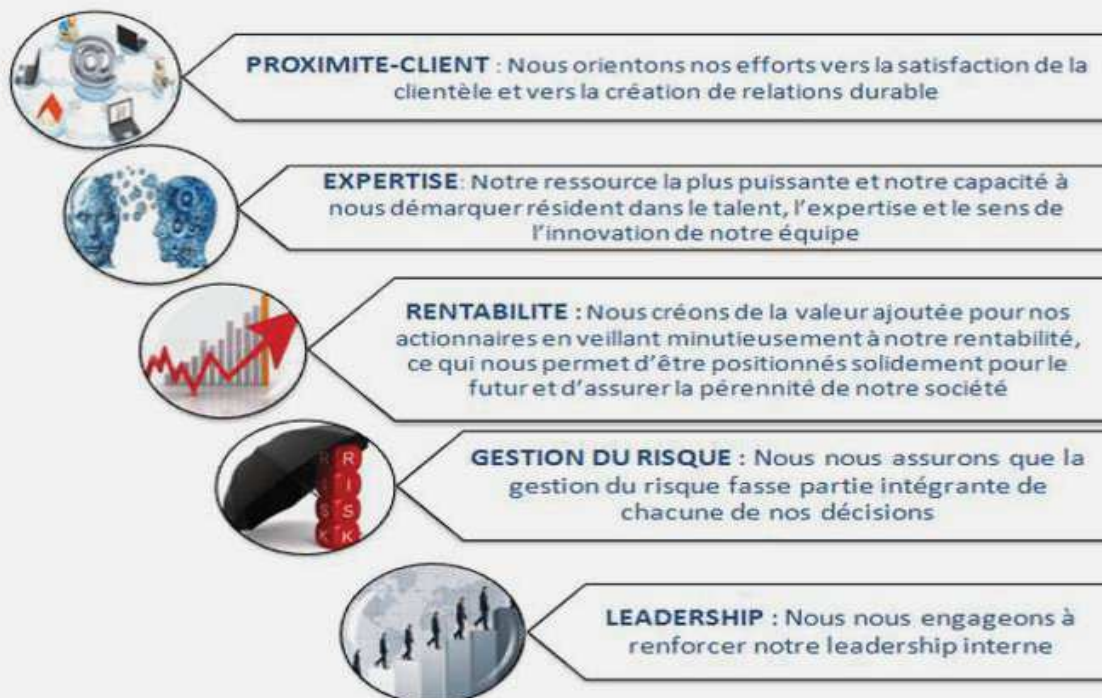 PROXIMITE-CLIENT : Nous orientons nos efforts vers la satisfaction de la
clientèle et vers la création de relations durable
EXPERTISE: Notre ressource la plus puissante et notre capacité à
nous démarquer résident dans le talent, l'expertise et le sens de
l'innovation de notre équipe
RENTABILITE : Nous créons de la valeur ajoutée pour nos
actionnaires en veillant minutieusement à notre rentabilité,
ce qui nous permet d'être positionnés solidement pour le
futur et d'assurer la pérennité de notre société
GESTION DU RISQUE : Nous nous assurons que la
gestion du risque fasse partie intégrante de
chacune de nos décisions
R R
I I
S S
K K
LEADERSHIP : Nous nous engageons à
renforcer notre leadership interne
@